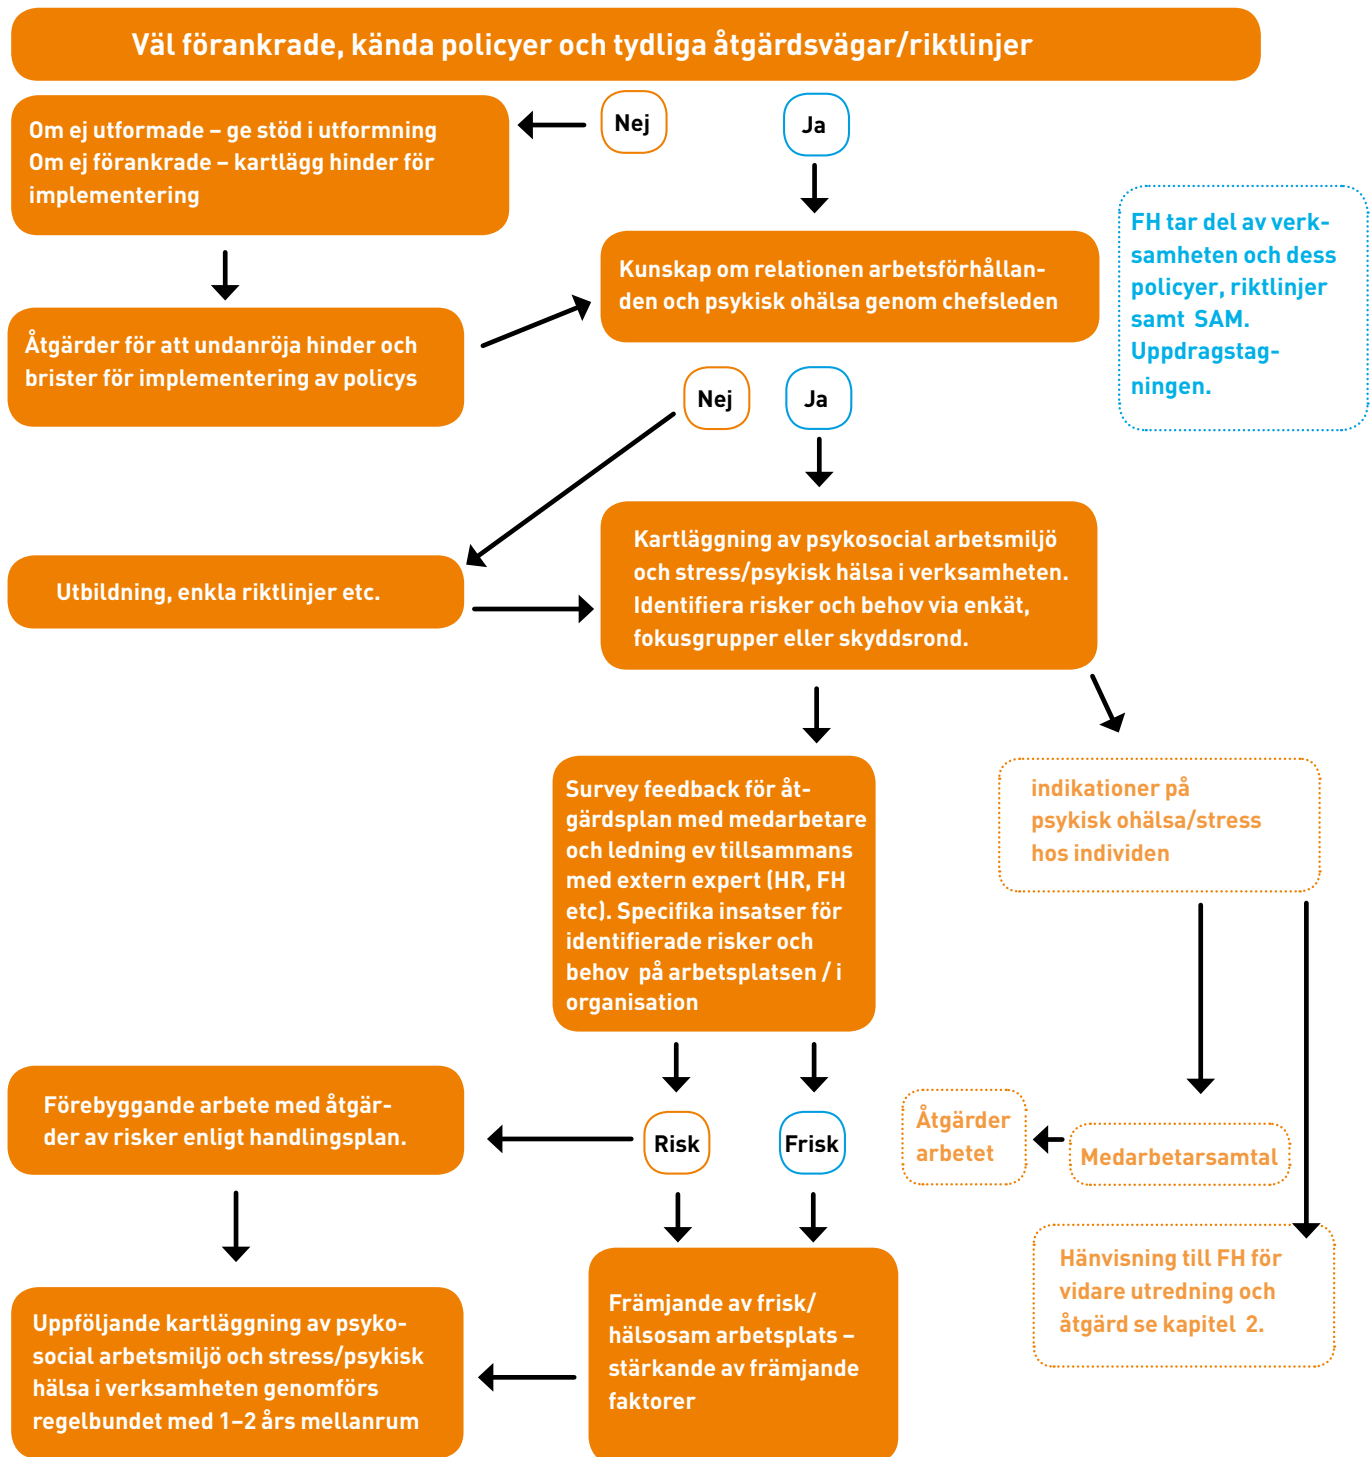 Väl förankrade, kända policyer och tydliga åtgärdsvägar/riktlinjer
Nej
Ja
Om ej utformade – ge stöd i utformning
Om ej förankrade – kartlägg hinder för
implementering
FH tar del av verk-
samheten och dess
policyer, riktlinjer
samt SAM.
Uppdragstag-
ningen.
Kunskap om relationen arbetsförhållan-
den och psykisk ohälsa genom chefsleden
Åtgärder för att undanröja hinder och
brister för implementering av policys
Nej
Ja
Kartläggning av psykosocial arbetsmiljö
och stress/psykisk hälsa i verksamheten.
Identifiera risker och behov via enkät,
fokusgrupper eller skyddsrond.
Utbildning, enkla riktlinjer etc.
Survey feedback för åt-
gärdsplan med medarbetare
och ledning ev tillsammans
med extern expert (HR, FH
etc). Specifika insatser för
identifierade risker och
behov på arbetsplatsen / i
organisation
indikationer på
psykisk ohälsa/stress
hos individen
Förebyggande arbete med åtgär-
der av risker enligt handlingsplan.
Risk
Frisk
Åtgärder
arbetet
Medarbetarsamtal
Hänvisning till FH för
vidare utredning och
åtgärd se kapitel 2.
Uppföljande kartläggning av psyko-
social arbetsmiljö och stress/psykisk
hälsa i verksamheten genomförs
regelbundet med 1–2 års mellanrum
Främjande av frisk/
hälsosam arbetsplats –
stärkande av främjande
faktorer